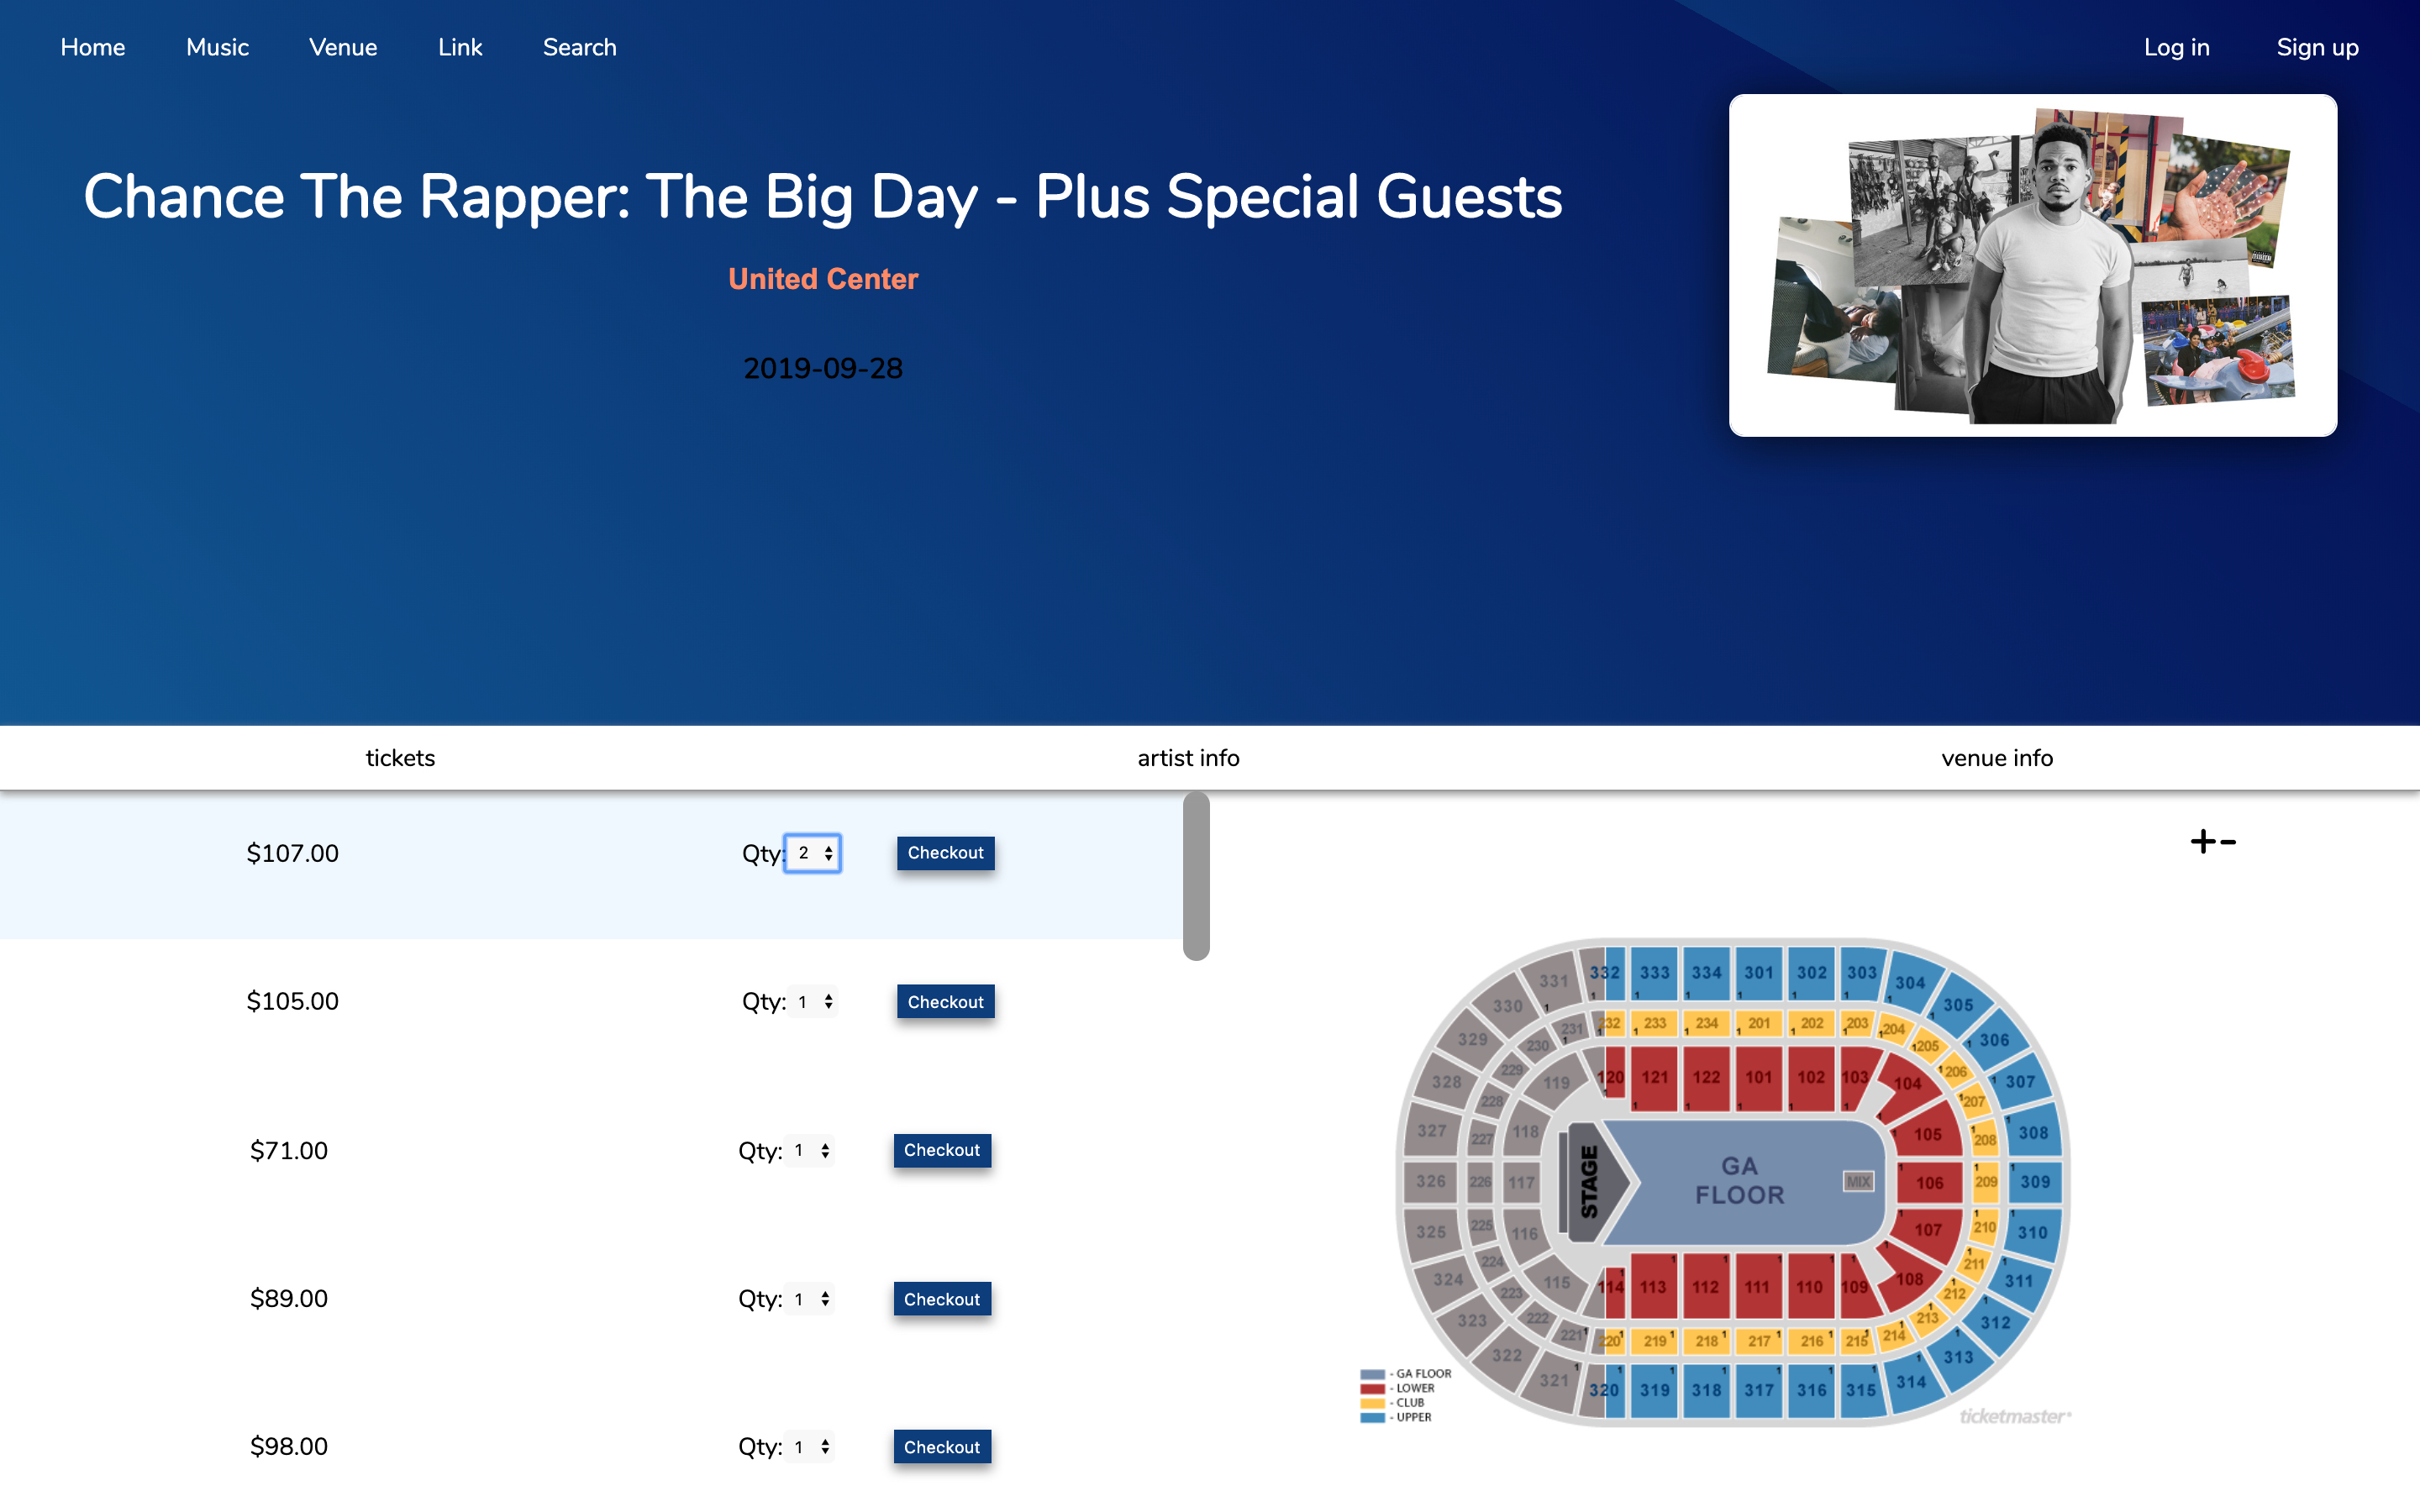 Home Music Venue Link Search Log in Sign up
Chance The Rapper: The Big Day - Plus Special Guests
United Center
2019-09-28
tickets artist info venue info
$107.00 Qty: 2 Checkout
+-
$105.00 Qty: 1 Checkout
$71.00 Qty: 1 Checkout
$89.00 Qty: 1 Checkout
$98.00 Qty: 1 Checkout
331 332 333 334 301 302 303 304
330 305
329 231 232 233 234 201 202 203 204 306
230 205
328 229 119 120 121 122 101 102 103 104 206 307
228 207
327 227 118 105 208 308
326 226 117 STAGE GA FLOOR MIX 106 209 309
325 225 116 107 210 310
224 211
324 223 115 114 113 112 111 110 109 108 212 311
323 222 213 312
221 220 219 218 217 216 215 214
322 313
321 320 319 318 317 316 315 314
- GA FLOOR
- LOWER
- CLUB
- UPPER
ticketmaster